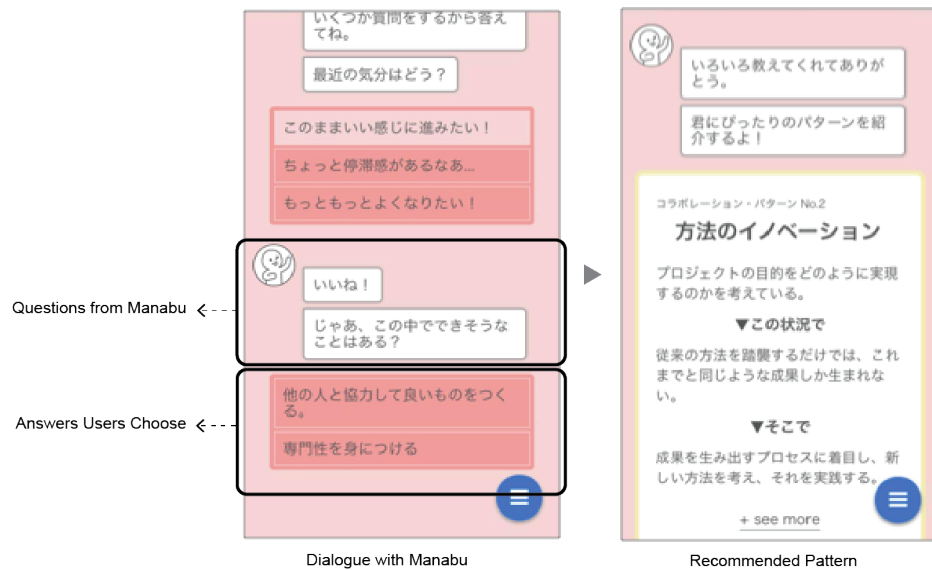 いくつか質問をするから答え
てね。
最近の気分はどう？
このままいい感じに進みたい！
ちょっと停滞感があるなあ...
もっともっとよくなりたい！
いいね！
じゃあ、この中でできそうな
ことはある？
他の人と協力して良いものをつく
る。
専門性を身につける
Questions from Manabu
Answers Users Choose
Dialogue with Manabu
いろいろ教えてくれてありが
とう。
君にぴったりのパターンを紹
介するよ！
コラボレーション・パターン No.2
方法のイノベーション
プロジェクトの目的をどのように実現
するのかを考えている。
▼この状況で
従来の方法を踏襲するだけでは、これ
までと同じような成果しか生まれな
い。
▼そこで
成果を生み出すプロセスに着目し、新
しい方法を考え、それを実践する。
+ see more
Recommended Pattern